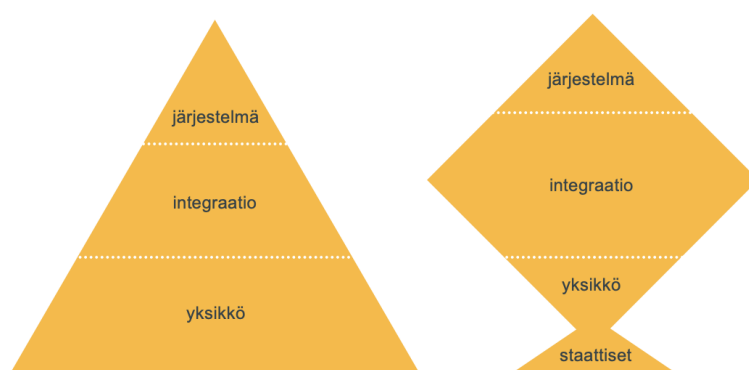 järjestelmä
integraatio
yksikkö
järjestelmä
integraatio
yksikkö
staattiset